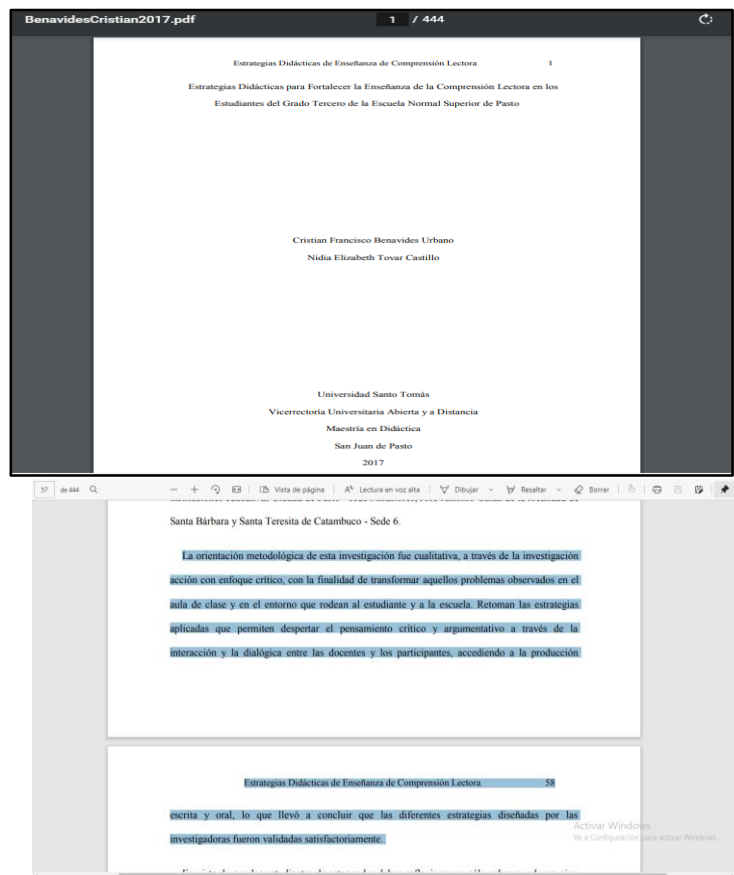 BenavidesCristian2017.pdf 1 / 444
Estrategias Didácticas de Enseñanza de Comprensión Lectora 1
Estrategias Didácticas para Fortalecer la Enseñanza de la Comprensión Lectora en los
Estudiantes del Grado Tercero de la Escuela Normal Superior de Pasto
Cristian Francisco Benavides Urbano
Nidia Elizabeth Tovar Castillo
Universidad Santo Tomás
Vicerrectoría Universitaria Abierta y a Distancia
Maestría en Didáctica
San Juan de Pasto
2017
57 de 444 Vista de página Lectura en voz alta Dibujar Resaltar Borrar
Santa Bárbara y Santa Teresita de Catambuco - Sede 6.
La orientación metodológica de esta investigación fue cualitativa, a través de la investigación
acción con enfoque crítico, con la finalidad de transformar aquellos problemas observados en el
aula de clase y en el entorno que rodean al estudiante y a la escuela. Retoman las estrategias
aplicadas que permiten despertar el pensamiento crítico y argumentativo a través de la
interacción y la dialógica entre las docentes y los participantes, accediendo a la producción
Estrategias Didácticas de Enseñanza de Comprensión Lectora 58
escrita y oral, lo que llevó a concluir que las diferentes estrategias diseñadas por las
Activar Windows
investigadoras fueron validadas satisfactoriamente.
Ve a Configuración para activar Windows.